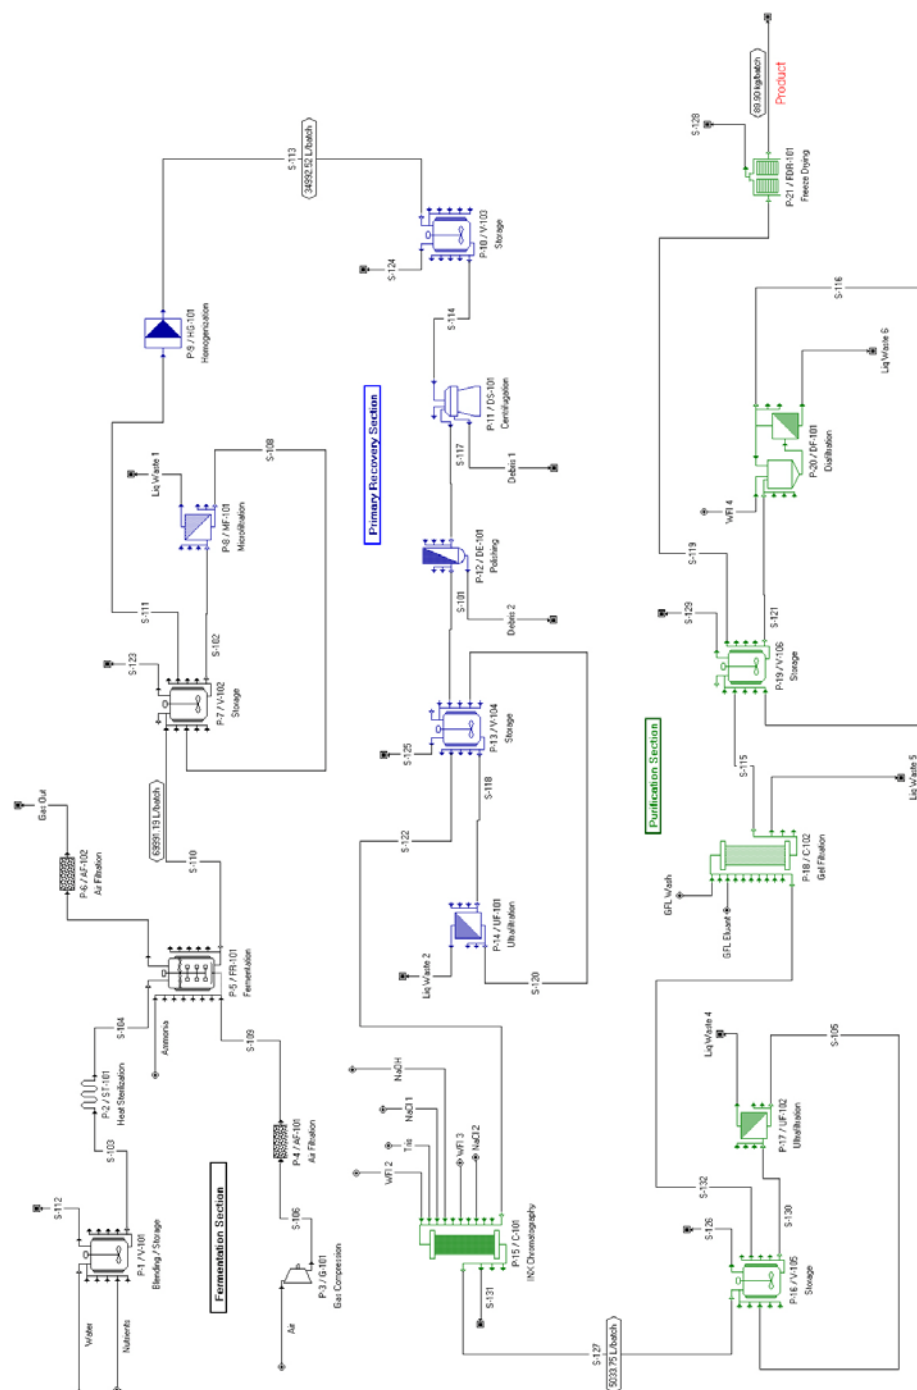 Water
Nutrients
S-112
P-1 / V-101
Blending / Storage
S-103
P-2 / ST-101
Heat Sterilization
S-104
Ammonia
Air
P-3 / G-101
Gas Compression
S-106
P-4 / AF-101
Air Filtration
S-109
P-5 / FR-101
Fermentation
P-6 / AF-102
Air Filtration
Gas Out
S-110
69991.19 L/batch
Fermentation Section
S-123
P-7 / V-102
Storage
S-111
S-102
P-8 / MF-101
Microfiltration
Liq Waste 1
S-108
P-9 / HG-101
Homogenization
S-113
34992.52 L/batch
S-124
P-10 / V-103
Storage
S-114
P-11 / DS-101
Centrifugation
S-117
Debris 1
Primary Recovery Section
P-12 / DE-101
Polishing
S-101
Debris 2
S-125
P-13 / V-104
Storage
S-118
S-122
P-14 / UF-101
Ultrafiltration
Liq Waste 2
S-120
NaOH
NaCl 1
Tris
WFI 2
WFI 3
NaCl 2
P-15 / C-101
INX Chromatography
S-131
S-127
5033.75 L/batch
S-126
P-16 / V-105
Storage
S-130
S-132
P-17 / UF-102
Ultrafiltration
Liq Waste 4
S-105
GFL Wash
GFL Eluant
P-18 / C-102
Gel Filtration
Liq Waste 5
S-115
Purification Section
S-129
P-19 / V-106
Storage
S-121
S-119
WFI 4
P-20 / DF-101
Diafiltration
Liq Waste 6
S-116
S-128
P-21 / FDR-101
Freeze Drying
89.90 kg/batch
Product